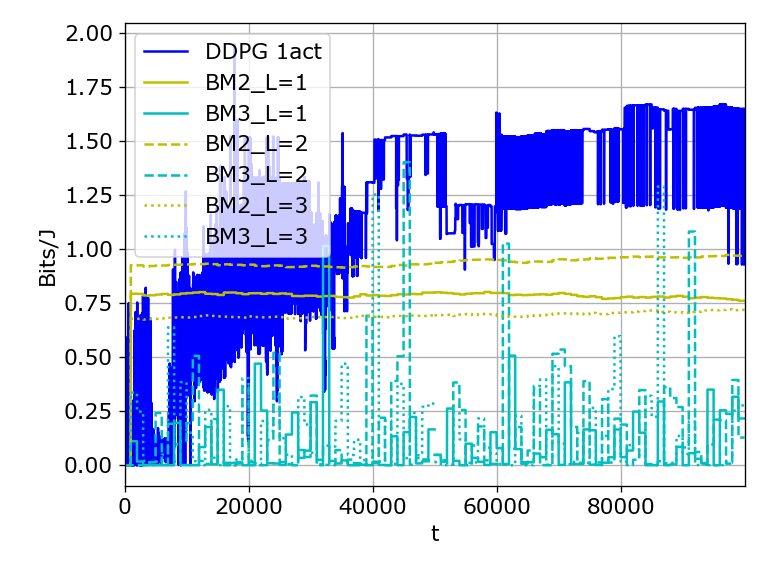 2.00
1.75
1.50
1.25
1.00
0.75
0.50
0.25
0.00
Bits/J
DDPG 1act
BM2_L=1
BM3_L=1
BM2_L=2
BM3_L=2
BM2_L=3
BM3_L=3
0 20000 40000 60000 80000
t